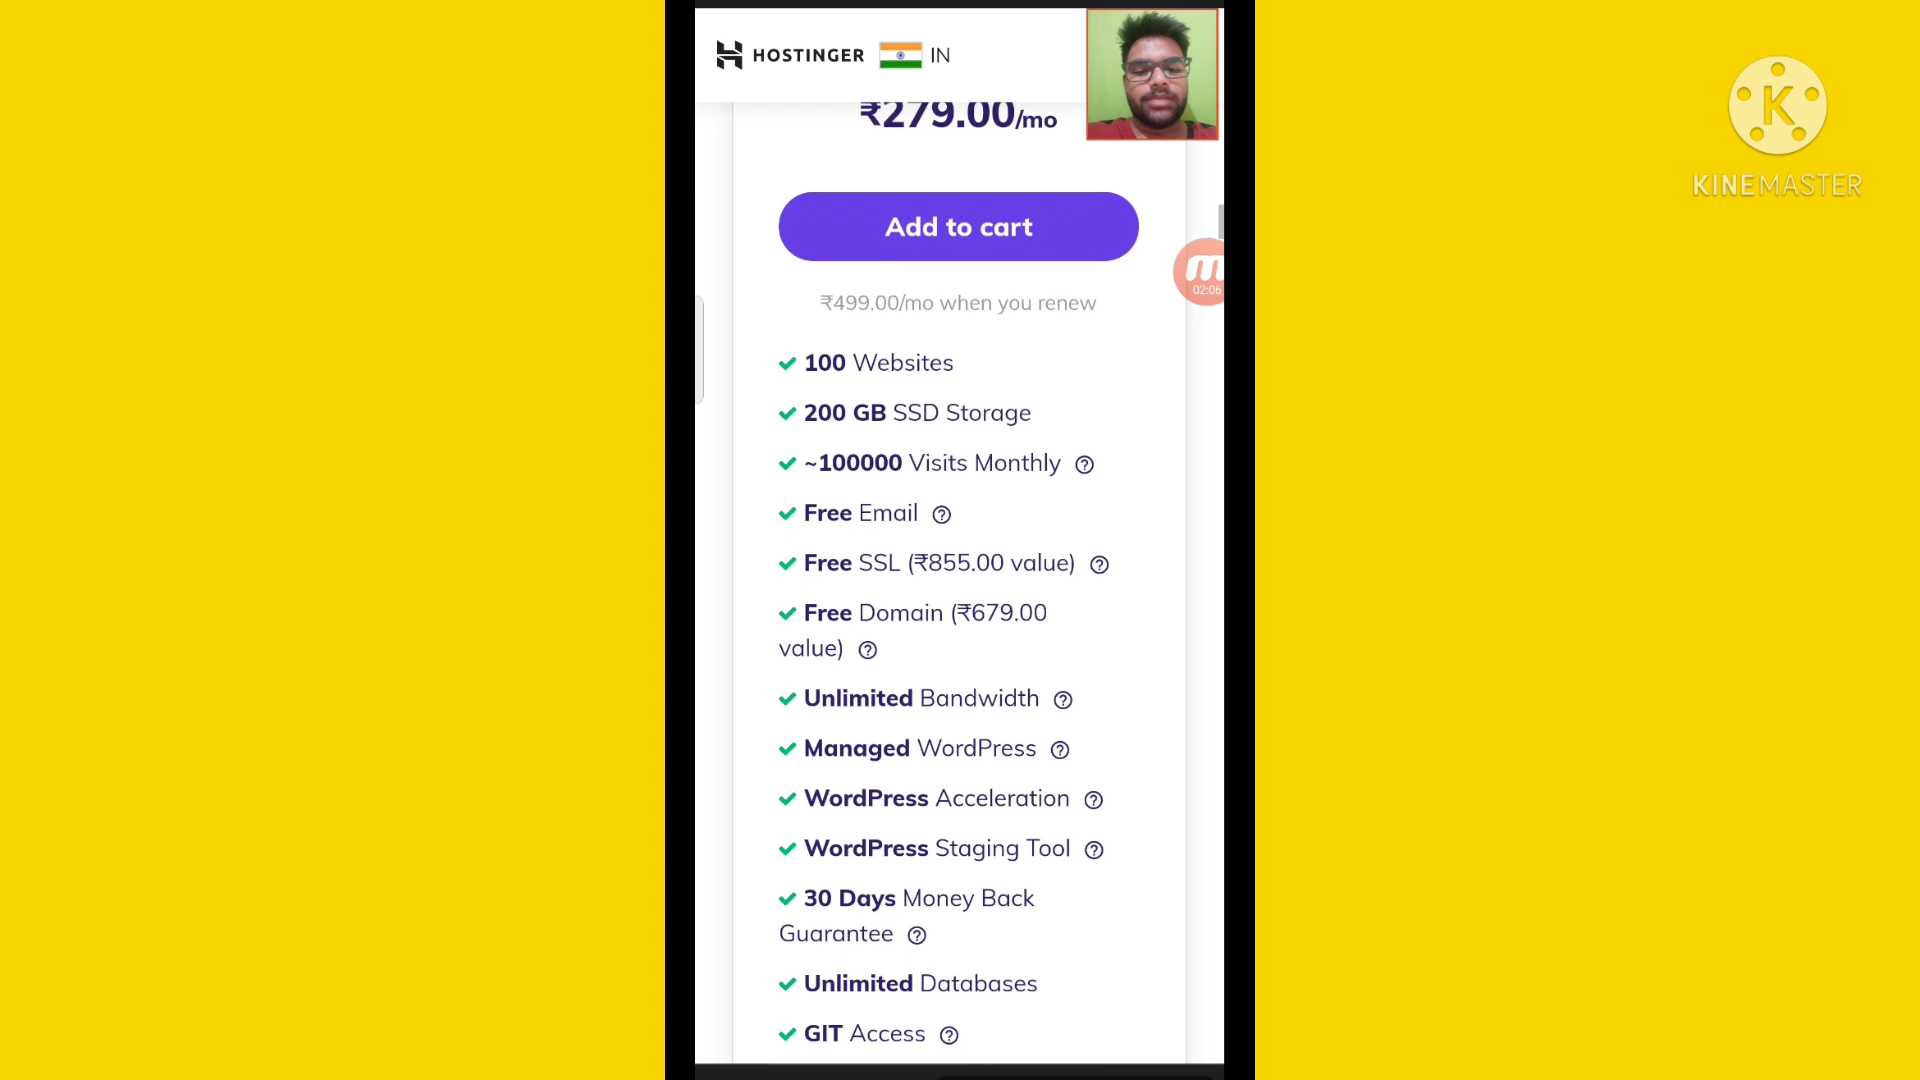 HOSTINGER IN
₹279.00/mo
Add to cart
₹499.00/mo when you renew
100 Websites
200 GB SSD Storage
~100000 Visits Monthly ?
Free Email ?
Free SSL (₹855.00 value) ?
Free Domain (₹679.00
value) ?
Unlimited Bandwidth ?
Managed WordPress ?
WordPress Acceleration ?
WordPress Staging Tool ?
30 Days Money Back
Guarantee ?
Unlimited Databases
GIT Access ?
m
02:06
K
KINEMASTER